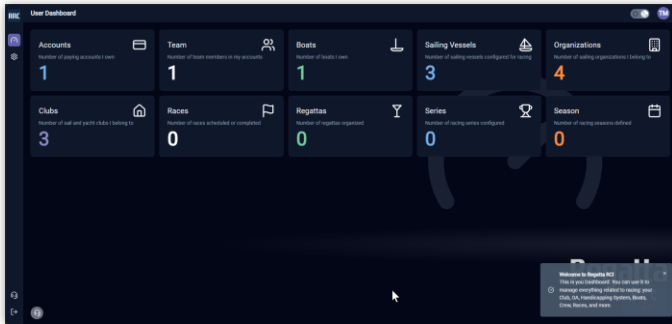 RRC
User Dashboard
TM
Accounts
Number of paying accounts I own
1
Team
Number of team members in my accounts
1
Boats
Number of boats I own
1
Sailing Vessels
Number of sailing vessels configured for racing
3
Organizations
Number of sailing organizations I belong to
4
Clubs
Number of sail and yacht clubs I belong to
3
Races
Number of races scheduled or completed
0
Regattas
Number of regattas organized
0
Series
Number of racing series configured
0
Season
Number of racing seasons defined
0
Regatta
Welcome to Regatta RC!
This is you Dashboard. You can use it to
manage everything related to racing: your
Club, OA, Handicapping System, Boats,
Crew, Races, and more.